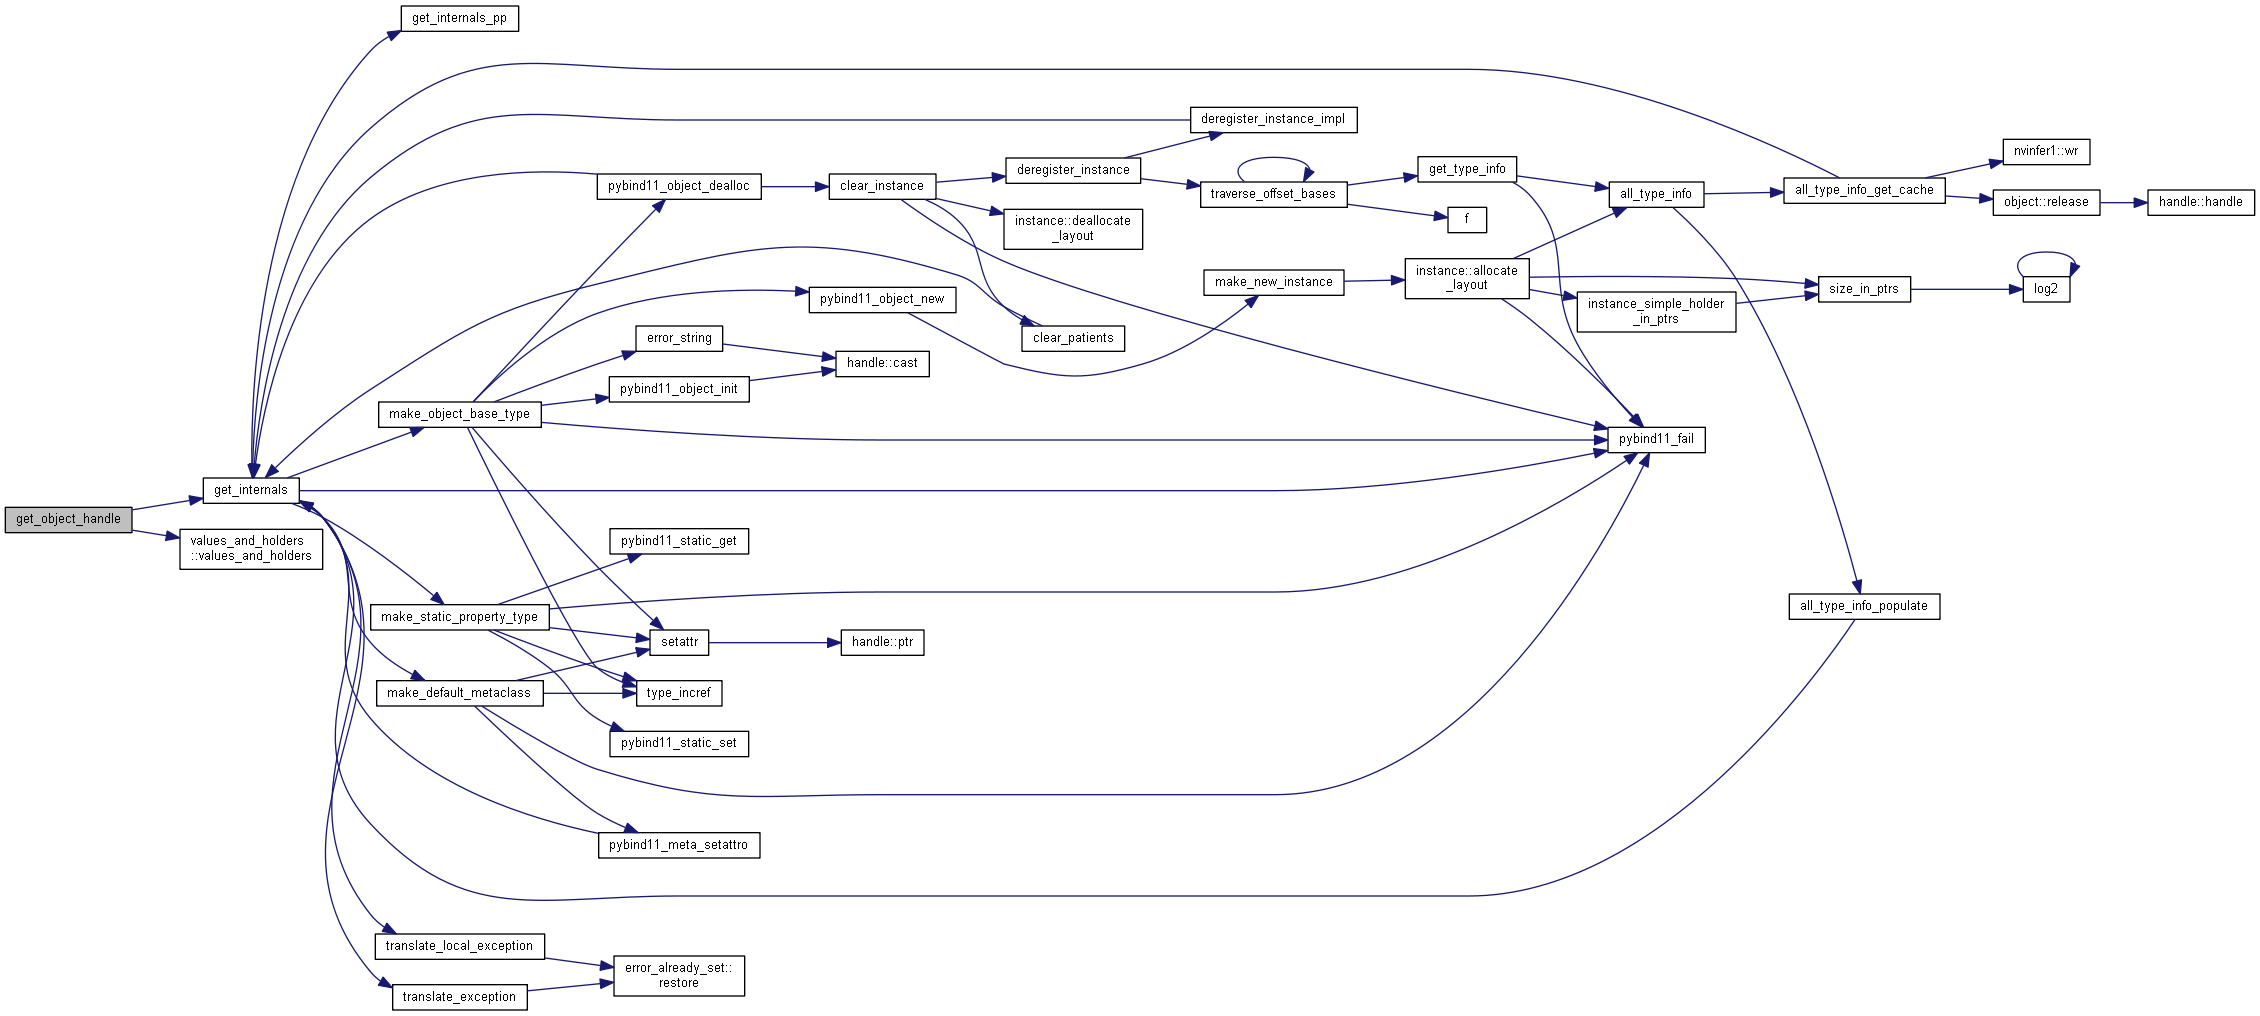 get_internals_pp
deregister_instance_impl
nvinfer1::wr
deregister_instance
get_type_info
pybind11_object_dealloc
clear_instance
traverse_offset_bases
all_type_info
all_type_info_get_cache
object::release
handle::handle
instance::deallocate
_layout
f
make_new_instance
instance::allocate
_layout
size_in_ptrs
log2
pybind11_object_new
instance_simple_holder
_in_ptrs
error_string
clear_patients
handle::cast
pybind11_object_init
make_object_base_type
pybind11_fail
get_internals
get_object_handle
values_and_holders
::values_and_holders
pybind11_static_get
make_static_property_type
all_type_info_populate
setattr
handle::ptr
make_default_metaclass
type_incref
pybind11_static_set
pybind11_meta_setattro
translate_local_exception
error_already_set::
restore
translate_exception